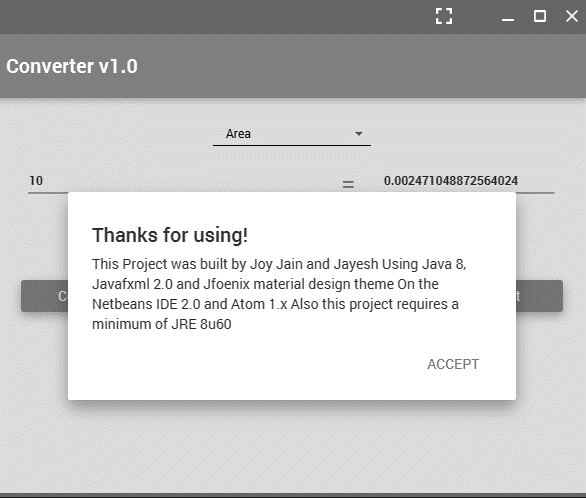 Converter v1.0
Area
10
=
0.002471048872564024
Thanks for using!
This Project was built by Joy Jain and Jayesh Using Java 8,
Javafxml 2.0 and Jfoenix material design theme On the
Netbeans IDE 2.0 and Atom 1.x Also this project requires a
minimum of JRE 8u60
ACCEPT